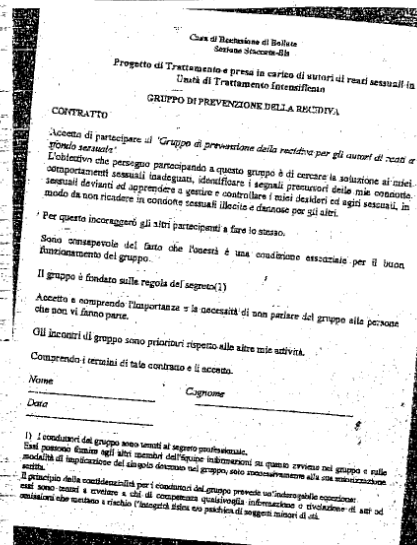 Casa di Reclusione di Bollate
Sezione Staccata-Bis
Progetto di Trattamento e presa in carico di autori di reati sessuali in
Unità di Trattamento Intensificato
GRUPPO DI PREVENZIONE DELLA RECIDIVA
CONTRATTO
Accetto di partecipare al "Gruppo di prevenzione della recidiva per gli autori di reati a
sfondo sessuale"
L'obiettivo che perseguo partecipando a questo gruppo è di cercare la soluzione ai miei
comportamenti sessuali inadeguati, identificare i segnali precursori delle mie condotte
sessuali devianti ed apprendere a gestire e controllare i miei desideri ed agiti sessuali, in
modo da non ricadere in condotte sessuali illecite e dannose per gli altri.
Per questo incoraggerò gli altri partecipanti a fare lo stesso.
Sono consapevole del fatto che l'onestà è una condizione essenziale per il buon
funzionamento del gruppo.
Il gruppo è fondato sulla regola del segreto(1)
Accetto e comprendo l'importanza e la necessità di non parlare del gruppo alle persone
che non vi fanno parte.
Gli incontri di gruppo sono prioritari rispetto alle altre mie attività.
Comprendo i termini di tale contratto e li accetto.
Nome
Cognome
Data
1) I conduttori del gruppo sono tenuti al segreto professionale.
Essi possono fornire agli altri membri dell'équipe informazioni su quanto avviene nel gruppo e sulle
modalità di implicazione del singolo detenuto nel gruppo, solo successivamente alla sua autorizzazione
scritta.
Il principio della confidenzialità per i conduttori del gruppo prevede un'inderogabile eccezione:
essi sono tenuti a rivelare a chi di competenza qualsivoglia informazione o rivelazione di atti od
omissioni che mettano a rischio l'integrità fisica e/o psichica di soggetti minori di età.